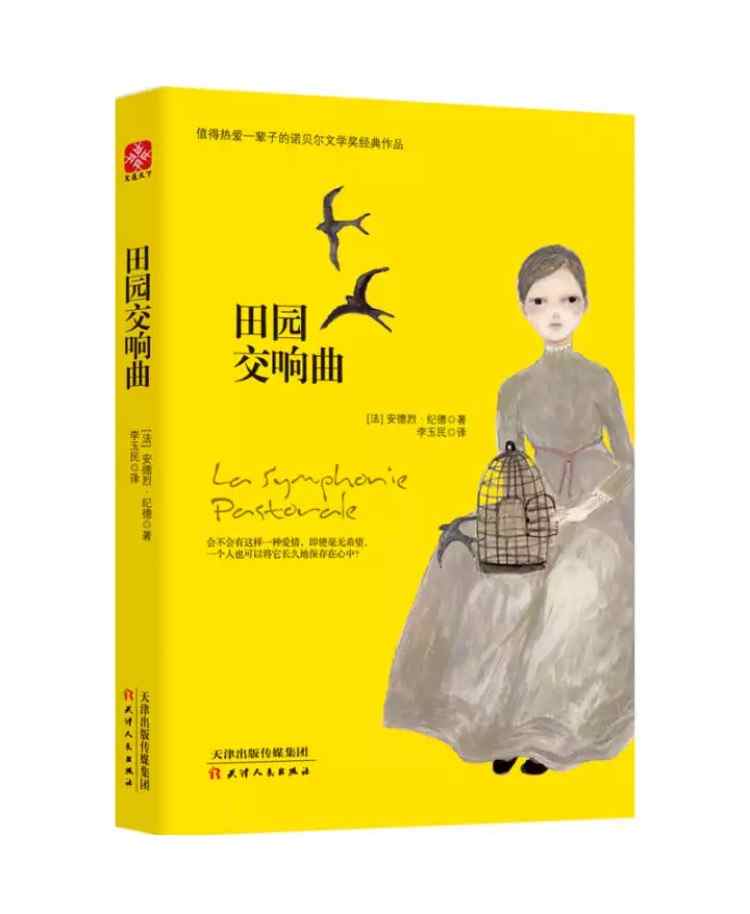 文通天下
田园交响曲
[法] 安德烈·纪德◎著
李玉民◎译
天津出版传媒集团
天津人民出版社
值得热爱一辈子的诺贝尔文学奖经典作品
田园
交响曲
[法] 安德烈·纪德◎著
李玉民◎译
La Symphonie
Pastorale
会不会有这样一种爱情，即使毫无希望，
一个人也可以将它长久地保存在心中？
天津出版传媒集团
天津人民出版社